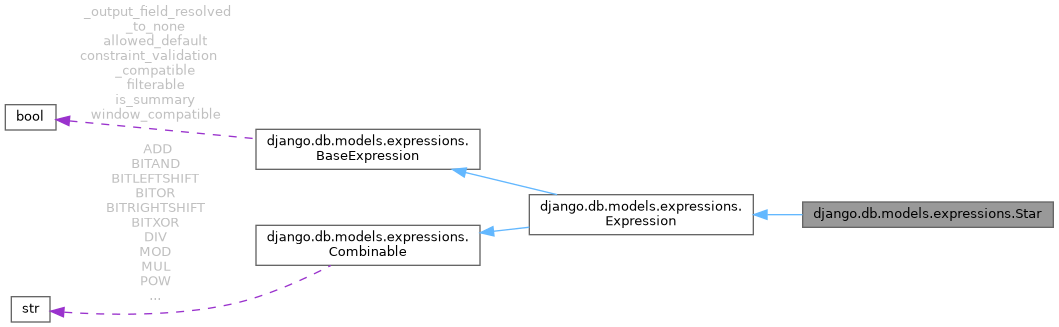 _output_field_resolved
_to_none
allowed_default
constraint_validation
_compatible
filterable
is_summary
window_compatible
bool
django.db.models.expressions.
BaseExpression
ADD
BITAND
BITLEFTSHIFT
BITOR
BITRIGHTSHIFT
BITXOR
DIV
MOD
MUL
POW
...
django.db.models.expressions.
Expression
django.db.models.expressions.Star
django.db.models.expressions.
Combinable
str